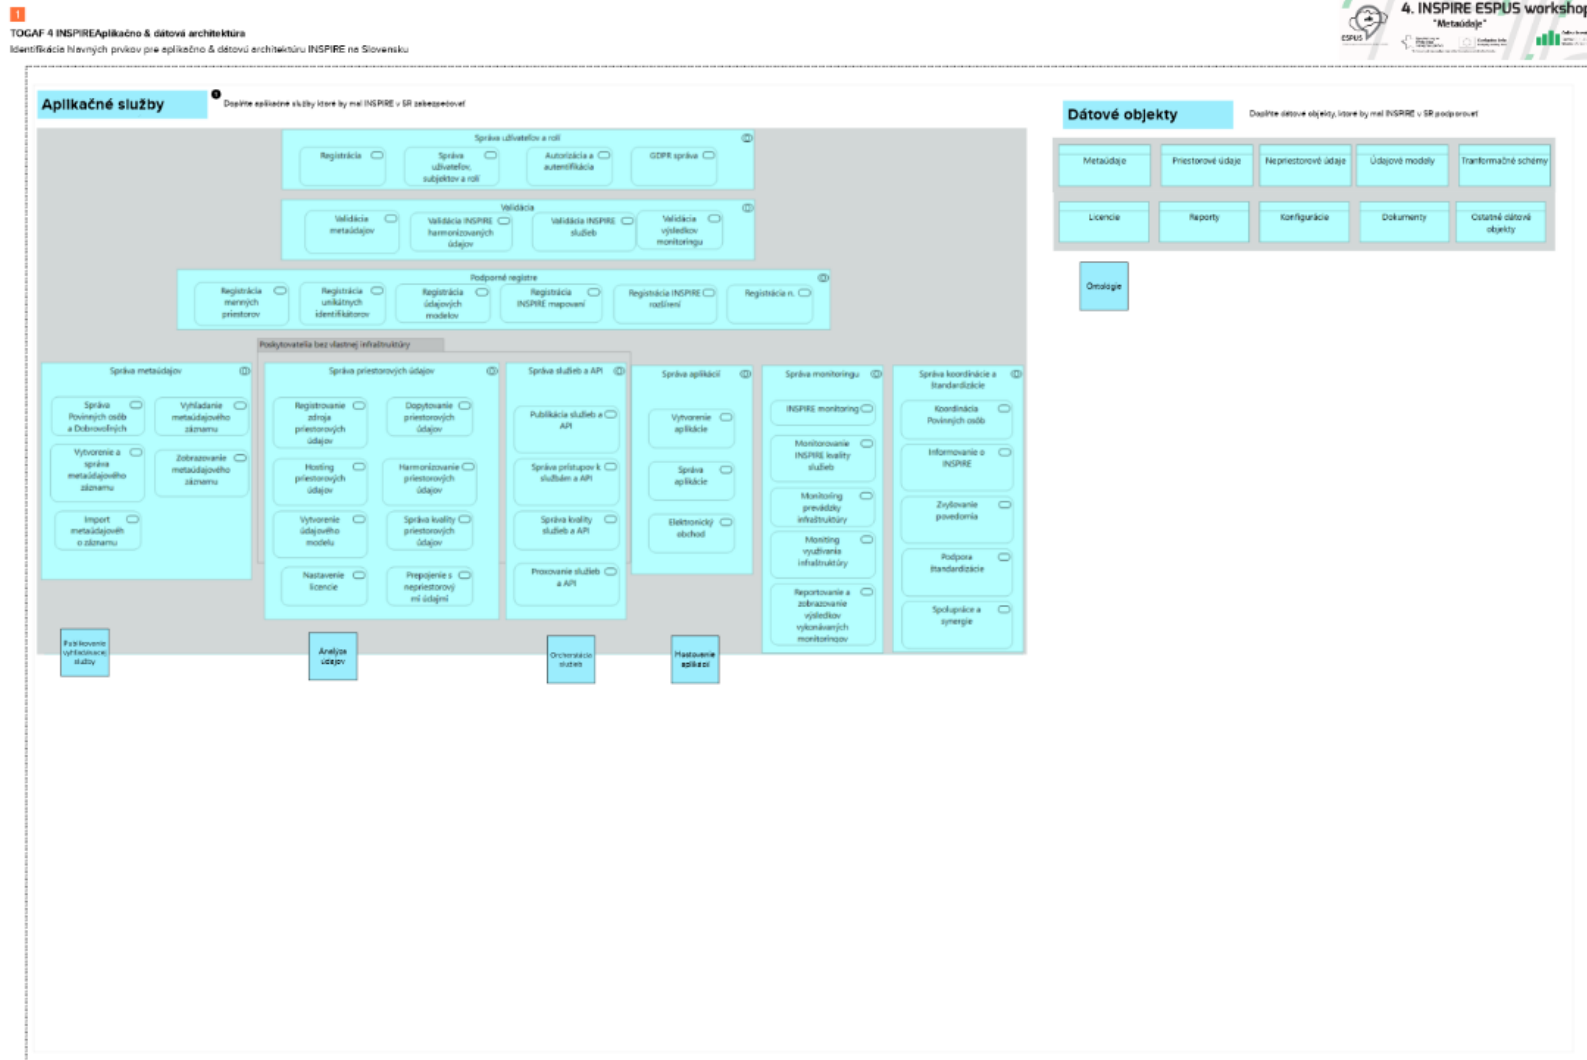 1
TOGAF 4 INSPIREAplikačno & dátová architektúra
Identifikácia hlavných prvkov pre aplikačno & dátovú architektúru INSPIRE na Slovensku
4. INSPIRE ESPUS workshop
"Metaúdaje"
ESPUS
Aplikačné služby
Doplňte aplikačné služby ktoré by mal INSPIRE v SR zabezpečovať
Správa užívateľov a rolí
Registrácia
Správa
užívateľov,
subjektov a rolí
Autorizácia a
autentifikácia
GDPR správa
Validácia
Validácia
metaúdajov
Validácia INSPIRE
harmonizovaných
údajov
Validácia INSPIRE
služieb
Validácia
výsledkov
monitoringu
Podporné registre
Registrácia
menných
priestorov
Registrácia
unikátnych
identifikátorov
Registrácia
údajových
modelov
Registrácia
INSPIRE mapovaní
Registrácia INSPIRE
rozšírení
Registrácia n.
Poskytovatelia bez vlastnej infraštruktúry
Správa metaúdajov
Správa
Povinných osôb
a Dobrovoľných
Vyhľadanie
metaúdajového
záznamu
Vytvorenie a
správa
metaúdajového
záznamu
Zobrazovanie
metaúdajového
záznamu
Import
metaúdajovéh
o záznamu
Správa priestorových údajov
Registrovanie
zdroja
priestorových
údajov
Dopytovanie
priestorových
údajov
Hosting
priestorových
údajov
Harmonizovanie
priestorových
údajov
Vytvorenie
údajového
modelu
Správa kvality
priestorových
údajov
Nastavenie
licencie
Prepojenie s
nepriestorový
mi údajmi
Správa služieb a API
Publikácia služieb a
API
Správa prístupov k
službám a API
Správa kvality
služieb a API
Proxovanie služieb
a API
Správa aplikácií
Vytvorenie
aplikácie
Správa
aplikácie
Elektronický
obchod
Správa monitoringu
INSPIRE monitoring
Monitorovanie
INSPIRE kvality
služieb
Monitoring
prevádzky
infraštruktúry
Moniting
využívania
infraštruktúry
Reportovanie a
zobrazovanie
výsledkov
vykonávaných
monitoringov
Správa koordinácie a
štandardizácie
Koordinácia
Povinných osôb
Informovanie o
INSPIRE
Zvyšovanie
povedomia
Podpora
štandardizácie
Spolupráce a
synergie
Publikovanie
vyhľadávacej
služby
Analýza
údajov
Orchestrácia
služieb
Hostovanie
aplikácií
Dátové objekty
Doplňte dátové objekty, ktoré by mal INSPIRE v SR podporovať
Metaúdaje
Priestorové údaje
Nepriestorové údaje
Údajové modely
Tranformačné schémy
Licencie
Reporty
Konfigurácie
Dokumenty
Ostatné dátové
objekty
Ontologie